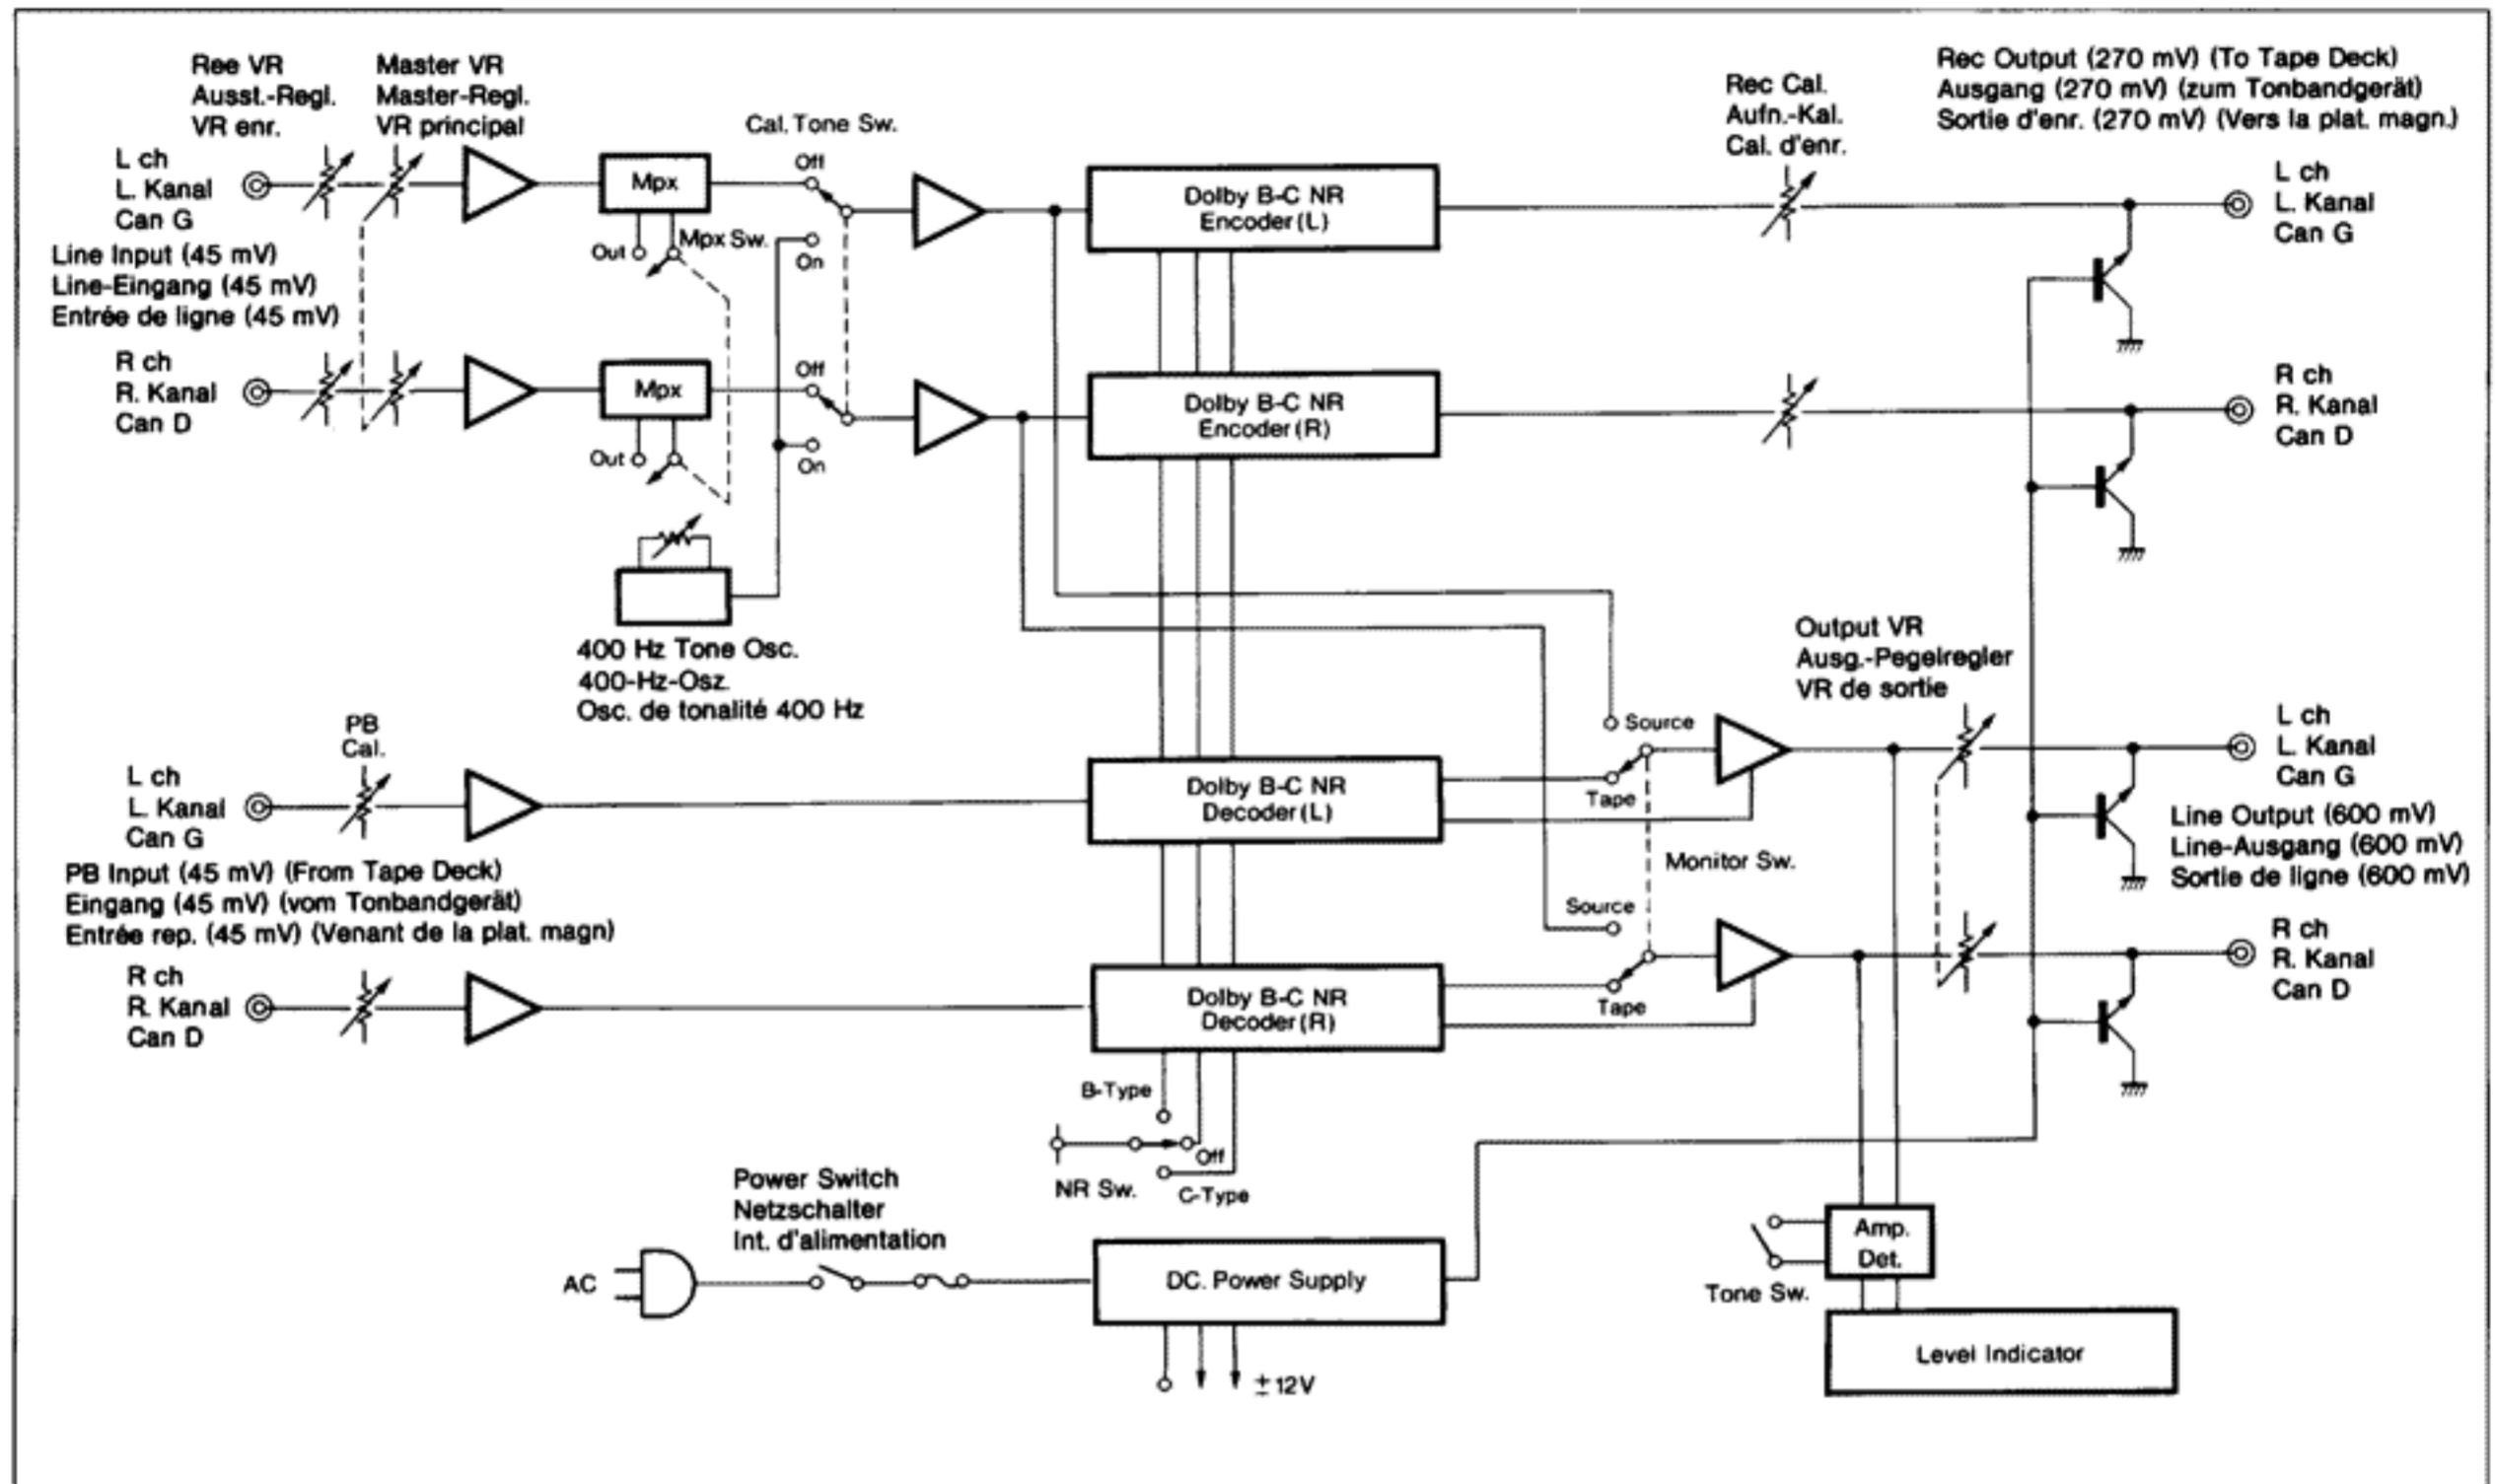 Ree VR
Ausst.-Regl.
VR enr.
Master VR
Master-Regl.
VR principal
Cal. Tone Sw.
Rec Cal.
Aufn.-Kal.
Cal. d'enr.
Rec Output (270 mV) (To Tape Deck)
Ausgang (270 mV) (zum Tonbandgerät)
Sortie d'enr. (270 mV) (Vers la plat. magn.)
L ch
L. Kanal
Can G
Mpx
Off
Dolby B-C NR
Encoder (L)
L ch
L. Kanal
Can G
Out
Mpx Sw.
On
Line Input (45 mV)
Line-Eingang (45 mV)
Entrée de ligne (45 mV)
R ch
R. Kanal
Can D
Mpx
Off
Dolby B-C NR
Encoder (R)
R ch
R. Kanal
Can D
Out
On
400 Hz Tone Osc.
400-Hz-Osz.
Osc. de tonalité 400 Hz
Output VR
Ausg.-Pegelregler
VR de sortie
PB
Cal.
L ch
L. Kanal
Can G
Dolby B-C NR
Decoder (L)
Source
Tape
L ch
L. Kanal
Can G
PB Input (45 mV) (From Tape Deck)
Eingang (45 mV) (vom Tonbandgerät)
Entrée rep. (45 mV) (Venant de la plat. magn)
Monitor Sw.
Line Output (600 mV)
Line-Ausgang (600 mV)
Sortie de ligne (600 mV)
R ch
R. Kanal
Can D
Dolby B-C NR
Decoder (R)
Source
Tape
R ch
R. Kanal
Can D
B-Type
Off
NR Sw.
C-Type
Power Switch
Netzschalter
Int. d'alimentation
AC
DC. Power Supply
± 12V
Tone Sw.
Amp.
Det.
Level Indicator